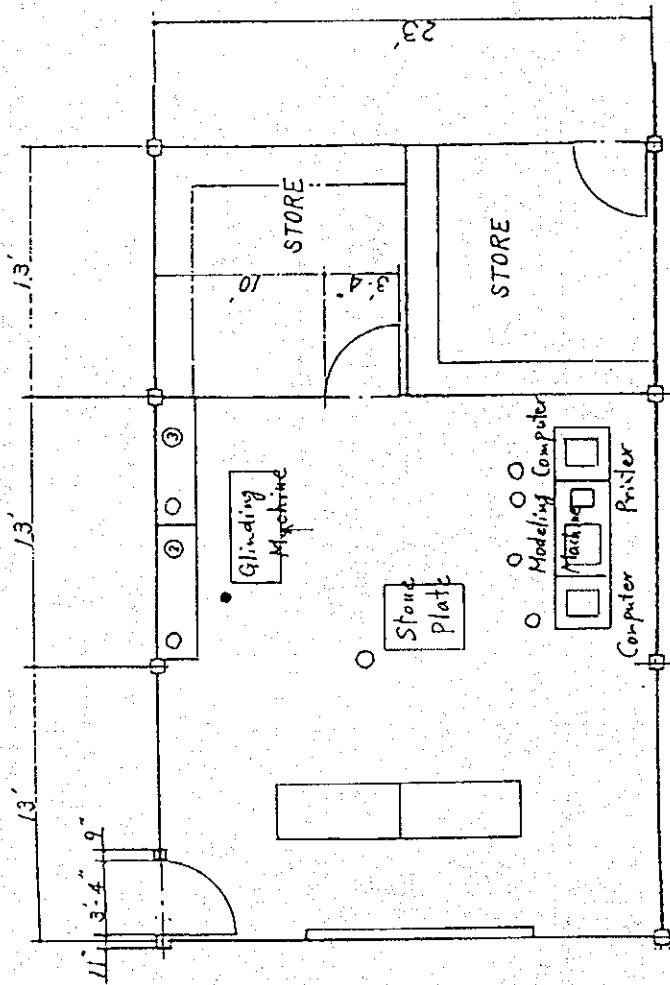 13'
13'
13'
11"
3'-4"
9"
23'
10'
3'-4"
STORE
STORE
②
③
Glinding
Machine
Stone
Plate
Modeling
Machine
Computer
Computer
Printer